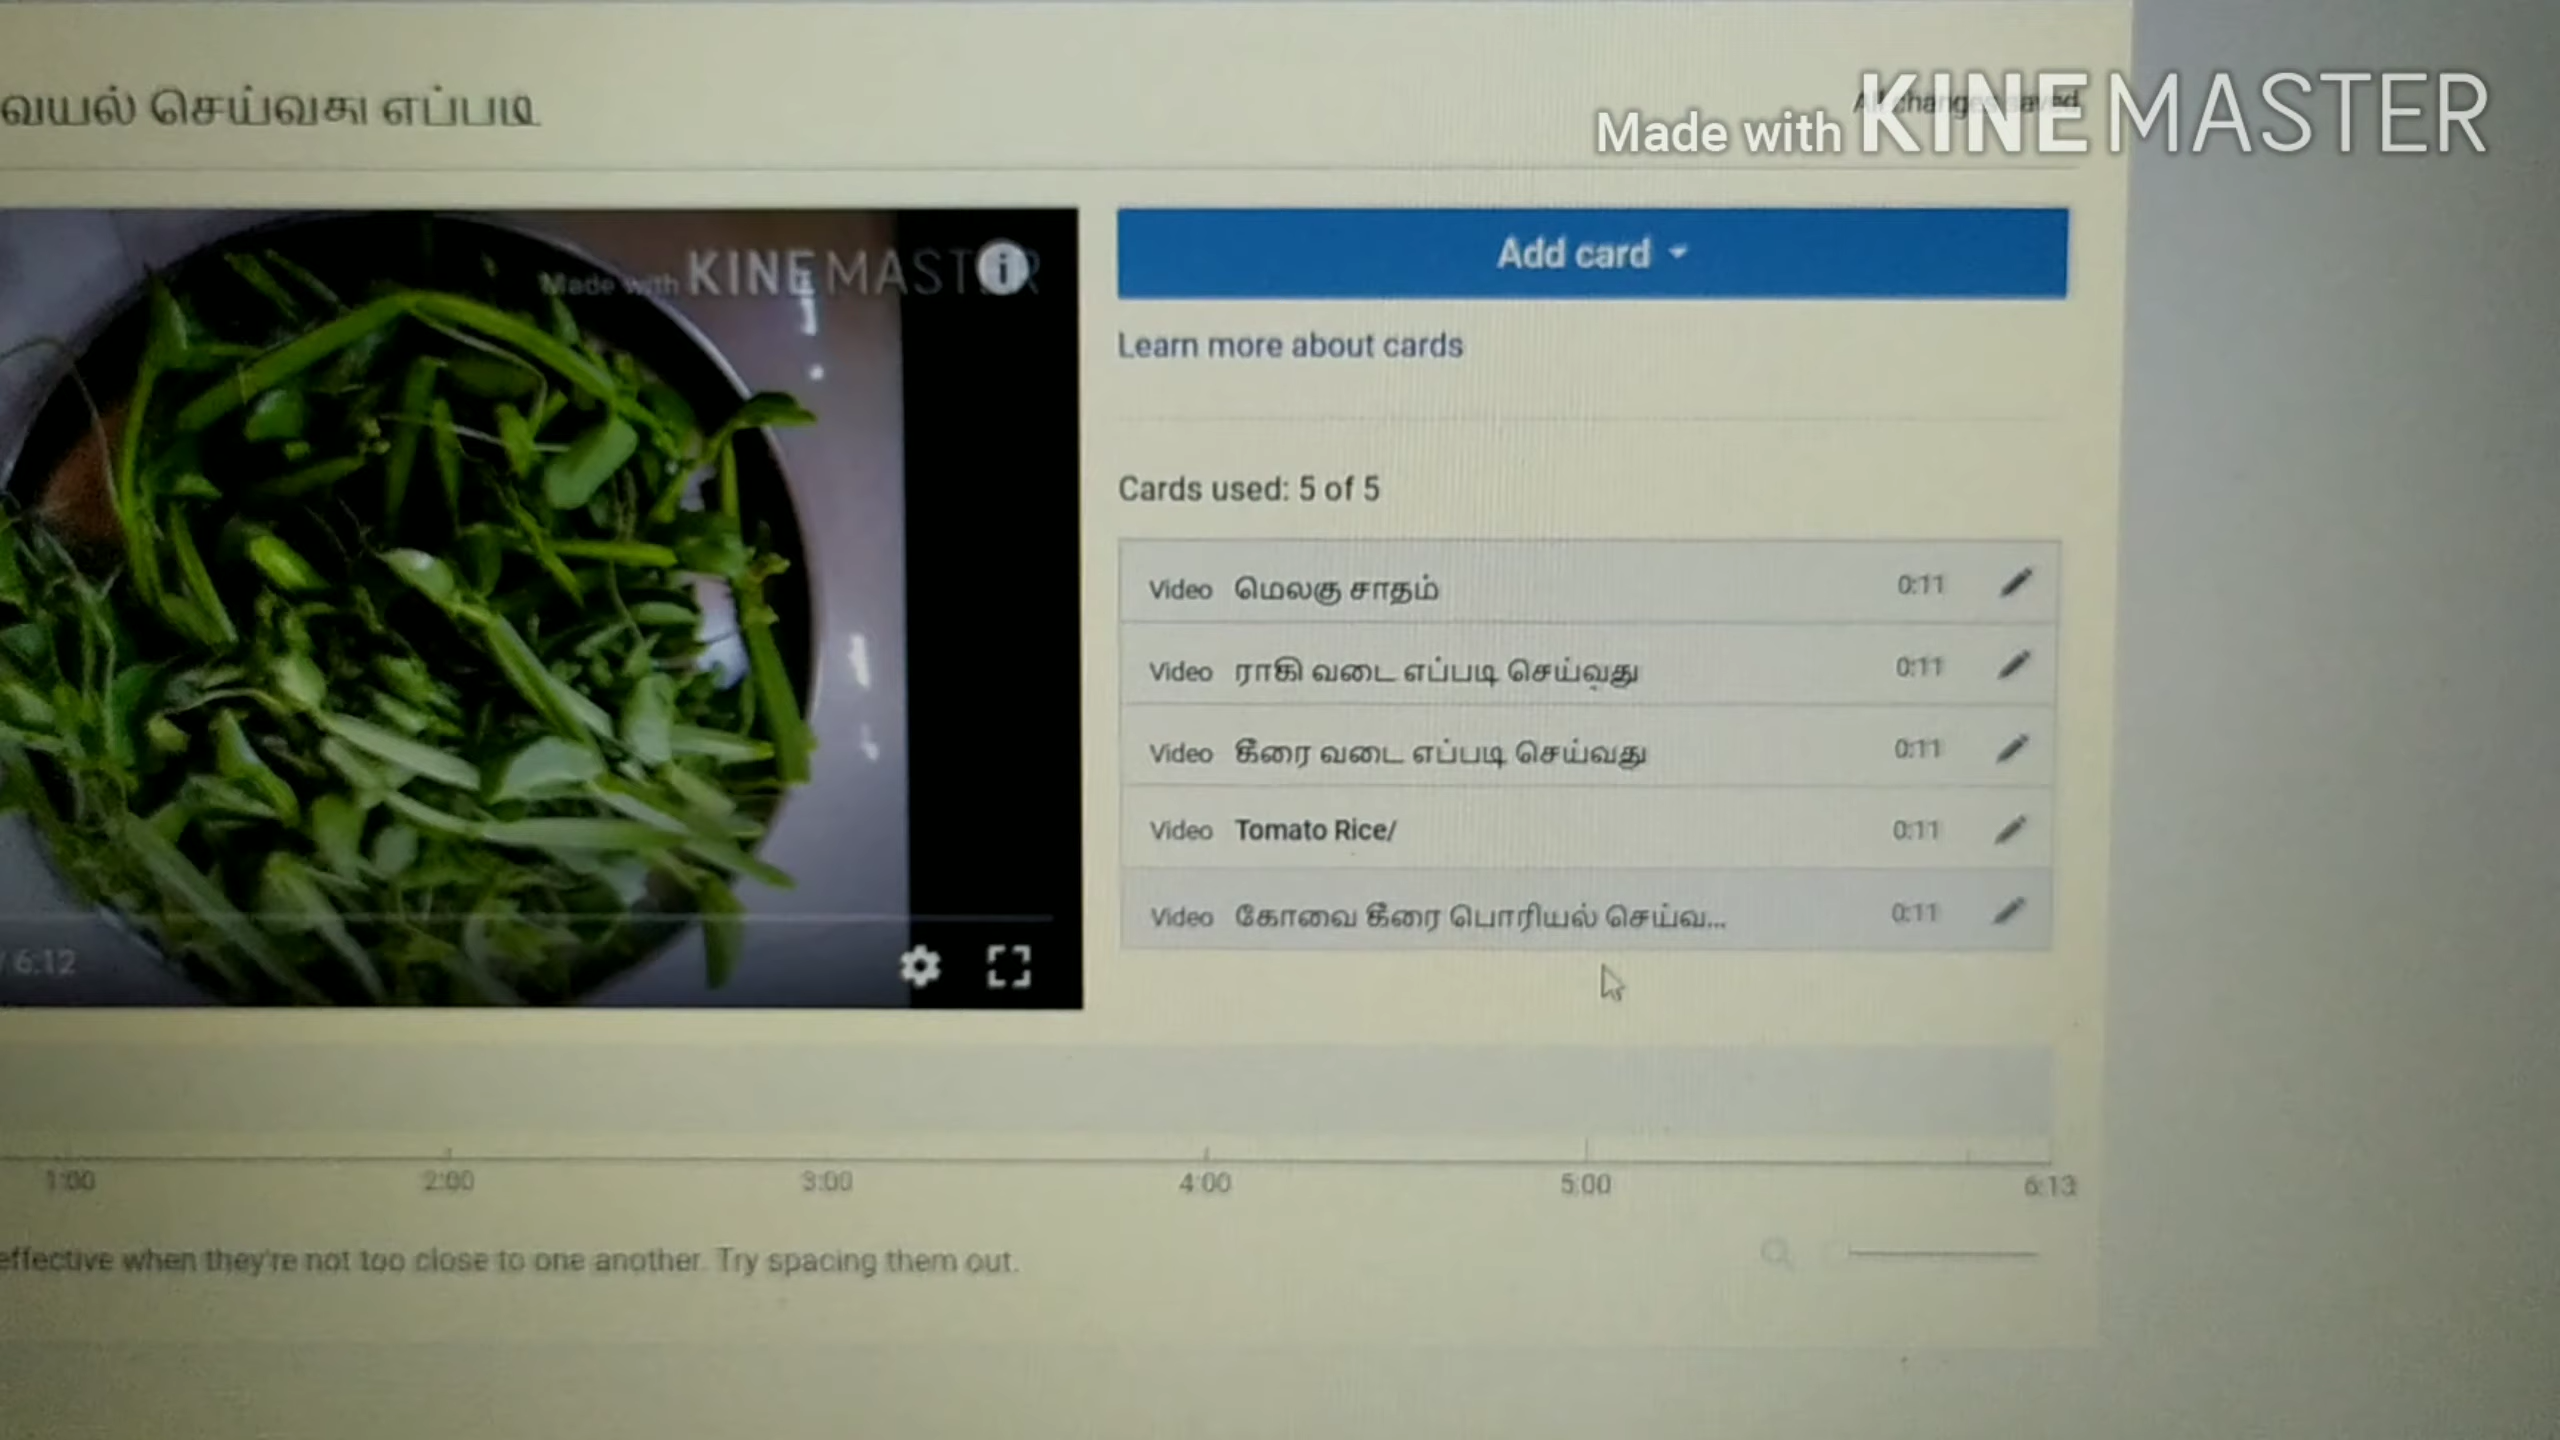 வயல் செய்வது எப்படி
All changes saved
Made with KINEMASTER
Made with KINEMASTER
Add card
Learn more about cards
Cards used: 5 of 5
Video மெலகு சாதம் 0:11
Video ராகி வடை எப்படி செய்வது 0:11
Video கீரை வடை எப்படி செய்வது 0:11
Video Tomato Rice/ 0:11
Video கோவை கீரை பொரியல் செய்வ... 0:11
/ 6:12
1:00 2:00 3:00 4:00 5:00 6:13
effective when they're not too close to one another. Try spacing them out.